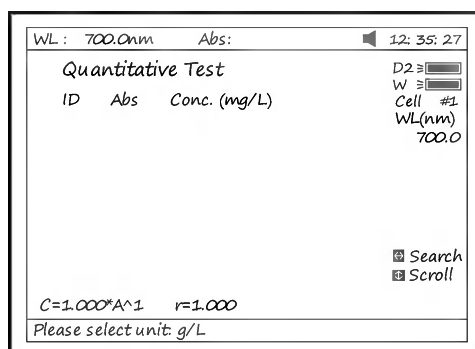 WL: 700.0nm Abs: 12:35:27
Quantitative Test
ID Abs Conc. (mg/L)
D2
W
Cell #1
WL(nm)
700.0
Search
Scroll
C=1.000*A^1 r=1.000
Please select unit: g/L